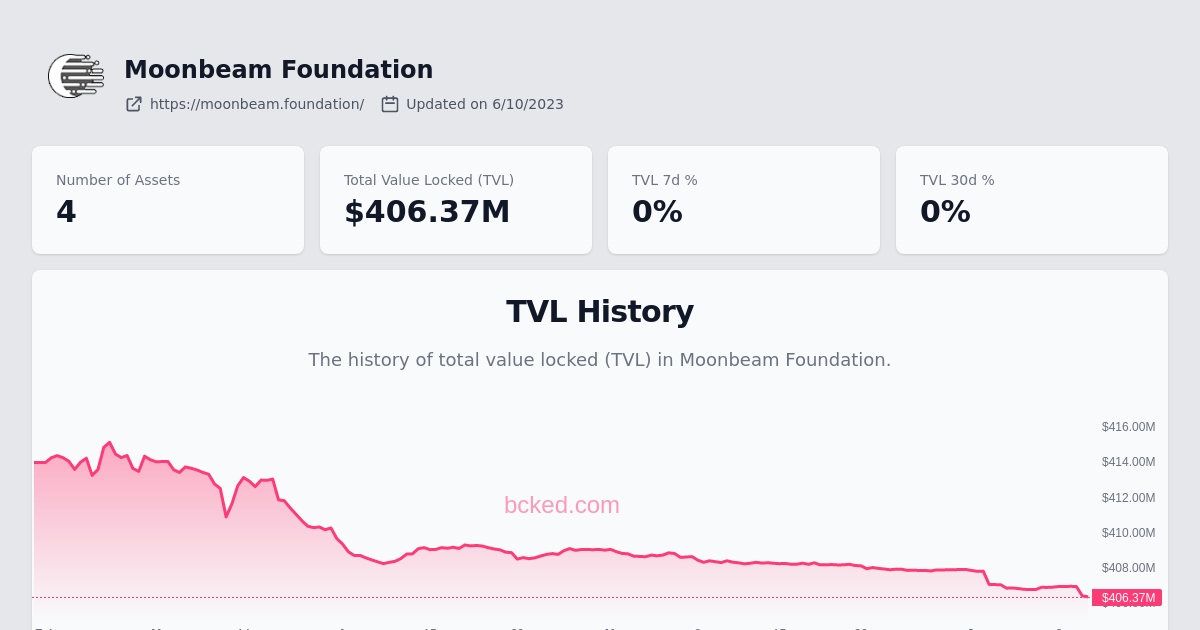 Moonbeam Foundation
https://moonbeam.foundation/ Updated on 6/10/2023
Number of Assets
4
Total Value Locked (TVL)
$406.37M
TVL 7d %
0%
TVL 30d %
0%
TVL History
The history of total value locked (TVL) in Moonbeam Foundation.
$416.00M
$414.00M
bcked.com
$412.00M
$410.00M
$408.00M
$406.37M